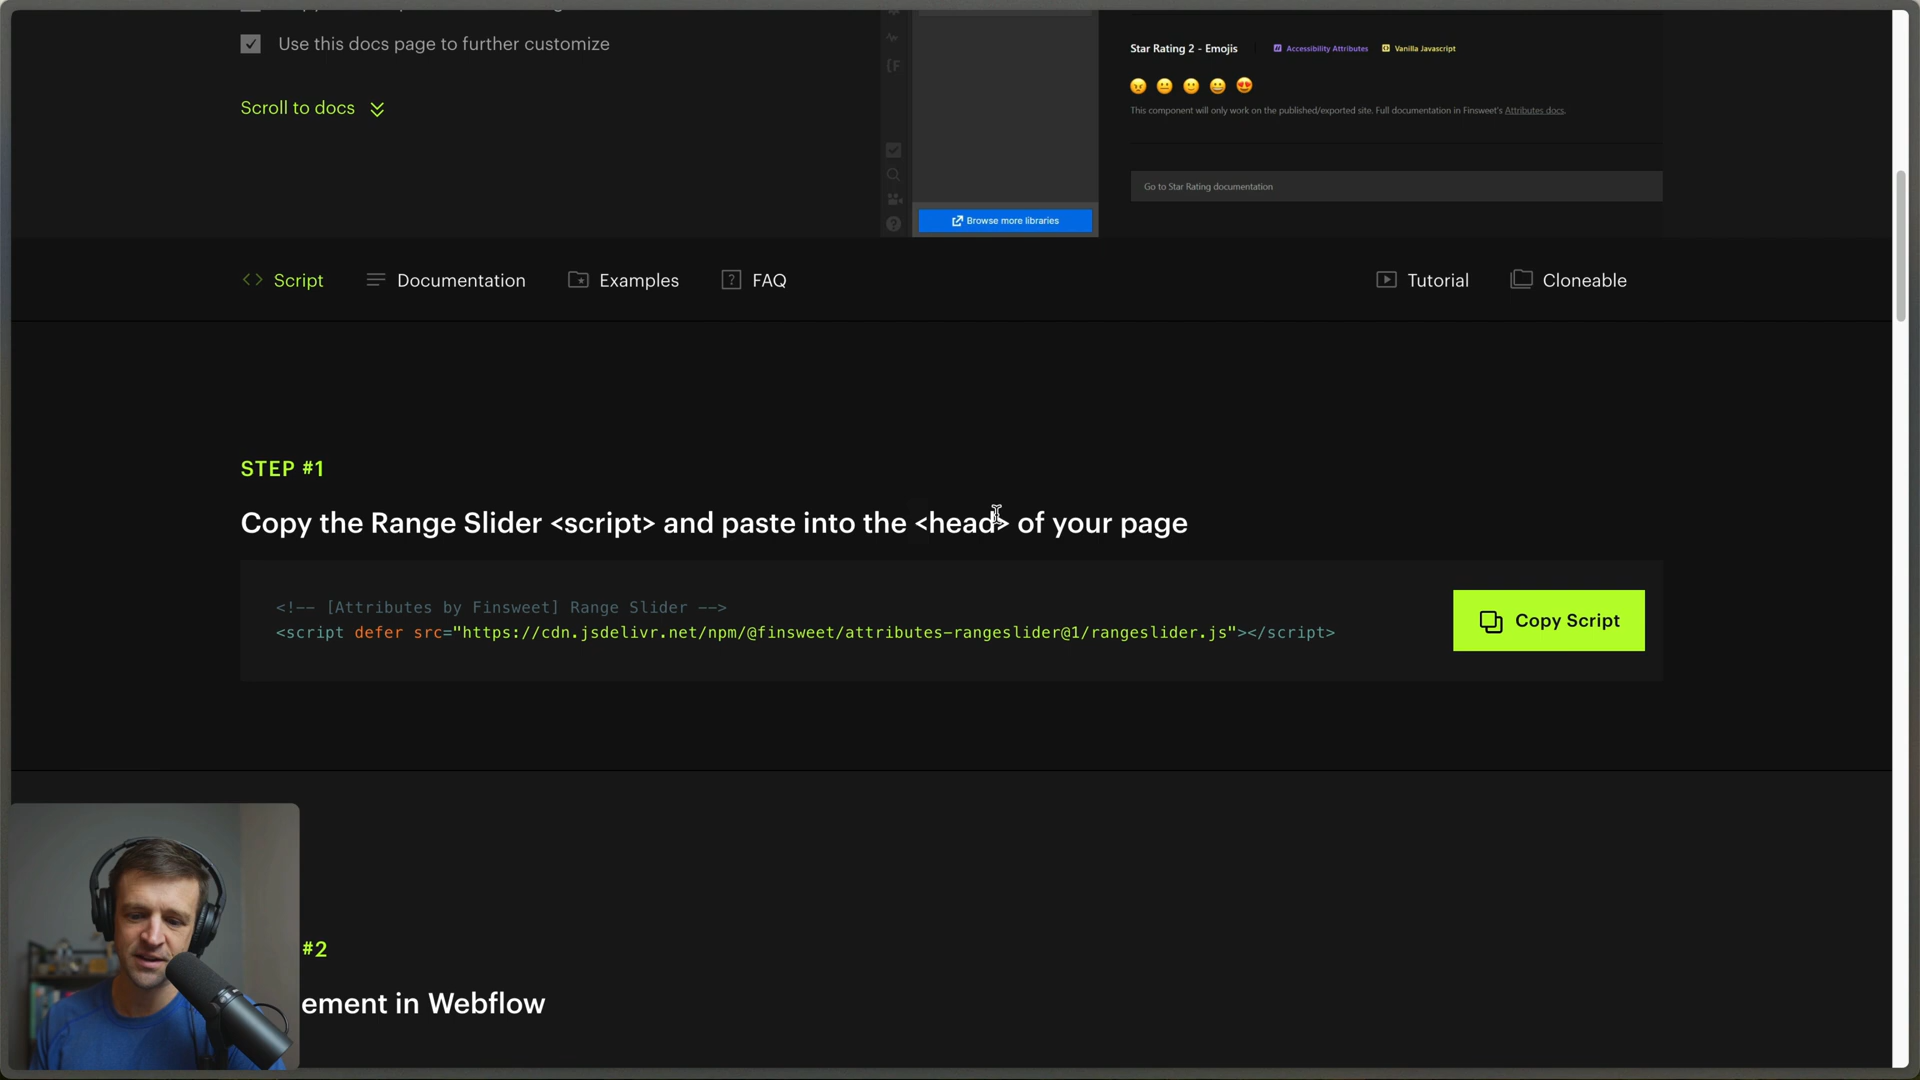 Use this docs page to further customize
Scroll to docs
Star Rating 2 - Emojis
Accessibility Attributes
Vanilla Javascript
This component will only work on the published/exported site. Full documentation in Finsweet's Attributes docs.
Go to Star Rating documentation
Browse more libraries
Script
Documentation
Examples
FAQ
Tutorial
Cloneable
STEP #1
Copy the Range Slider <script> and paste into the <head> of your page
<!-- [Attributes by Finsweet] Range Slider -->
<script defer src="https://cdn.jsdelivr.net/npm/@finsweet/attributes-rangeslider@1/rangeslider.js"></script>
Copy Script
#2
ement in Webflow